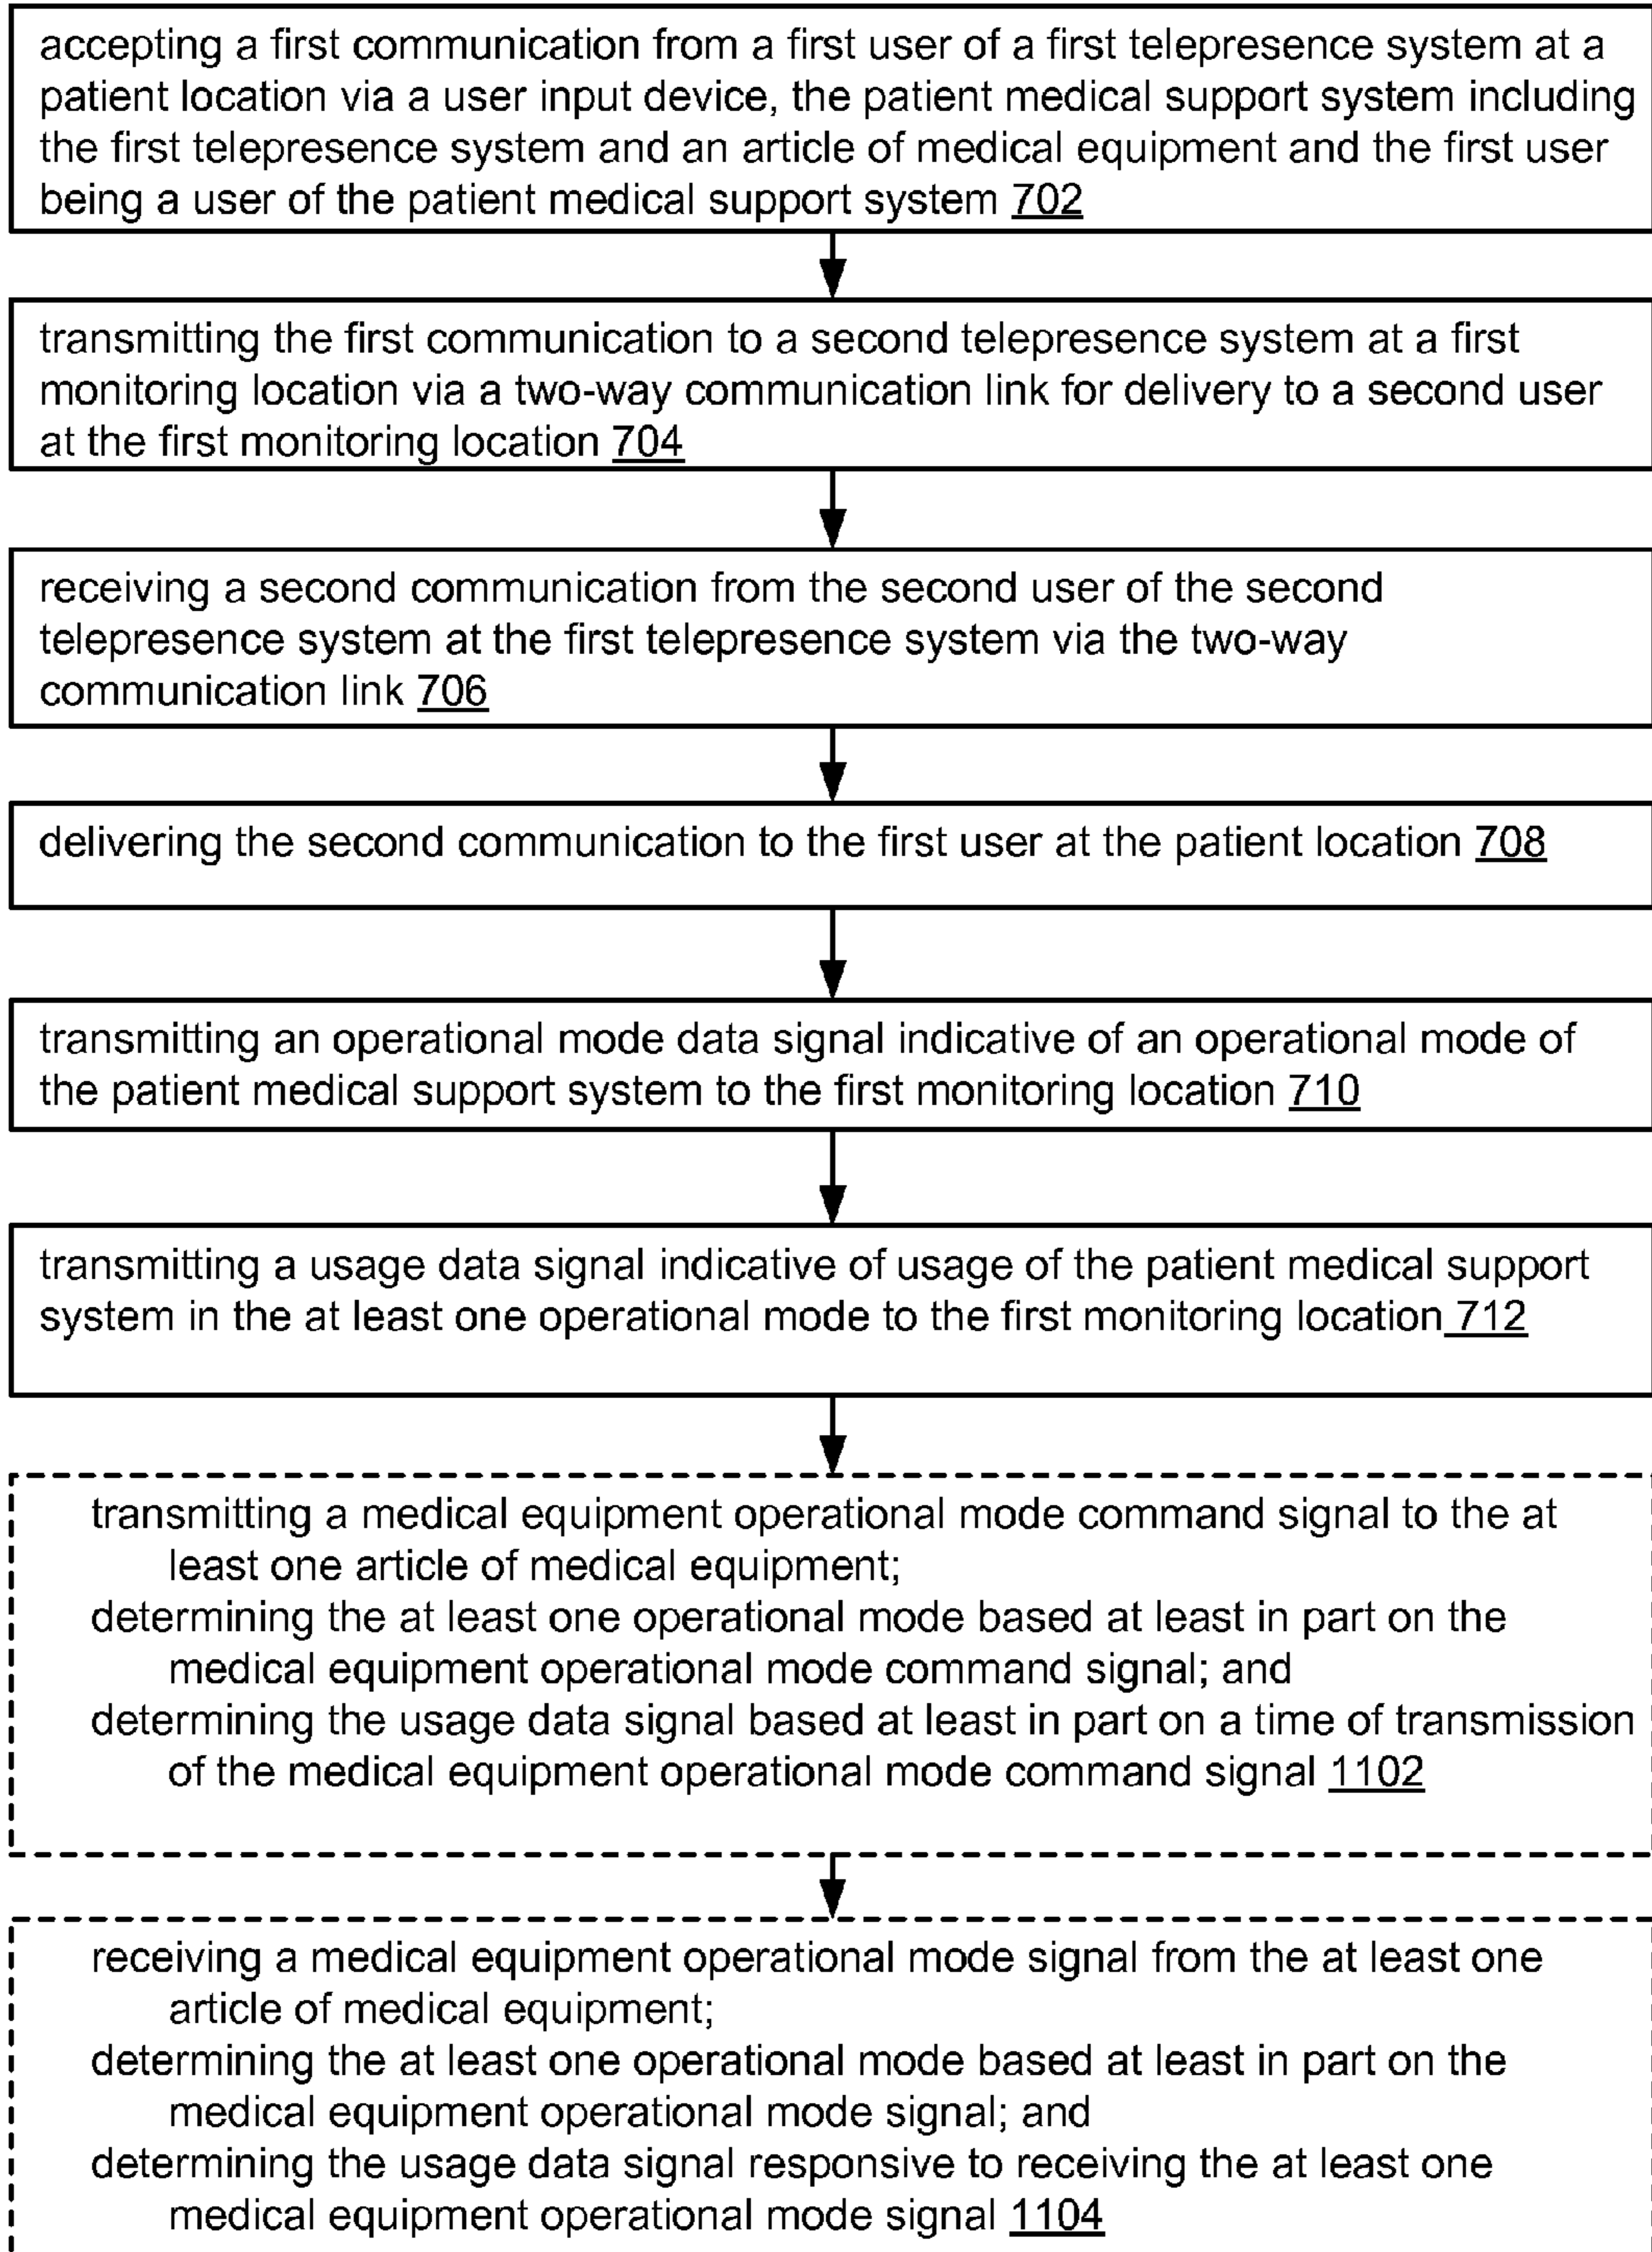 accepting a first communication from a first user of a first telepresence system at a
patient location via a user input device, the patient medical support system including
the first telepresence system and an article of medical equipment and the first user
being a user of the patient medical support system 702
transmitting the first communication to a second telepresence system at a first
monitoring location via a two-way communication link for delivery to a second user
at the first monitoring location 704
receiving a second communication from the second user of the second
telepresence system at the first telepresence system via the two-way
communication link 706
delivering the second communication to the first user at the patient location 708
transmitting an operational mode data signal indicative of an operational mode of
the patient medical support system to the first monitoring location 710
transmitting a usage data signal indicative of usage of the patient medical support
system in the at least one operational mode to the first monitoring location 712
transmitting a medical equipment operational mode command signal to the at
least one article of medical equipment;
determining the at least one operational mode based at least in part on the
medical equipment operational mode command signal; and
determining the usage data signal based at least in part on a time of transmission
of the medical equipment operational mode command signal 1102
receiving a medical equipment operational mode signal from the at least one
article of medical equipment;
determining the at least one operational mode based at least in part on the
medical equipment operational mode signal; and
determining the usage data signal responsive to receiving the at least one
medical equipment operational mode signal 1104